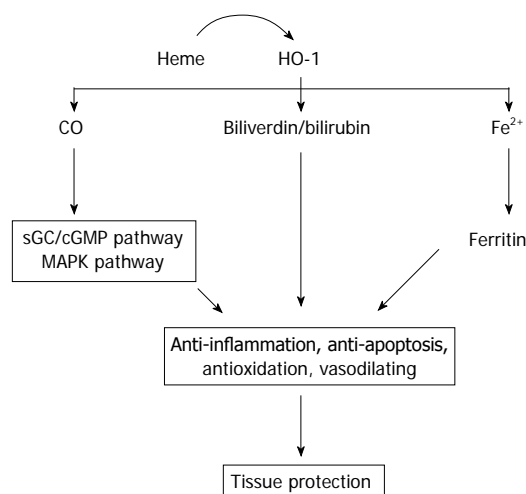 Heme HO-1
CO Biliverdin/bilirubin Fe²⁺
sGC/cGMP pathway
MAPK pathway
Ferritin
Anti-inflammation, anti-apoptosis,
antioxidation, vasodilating
Tissue protection